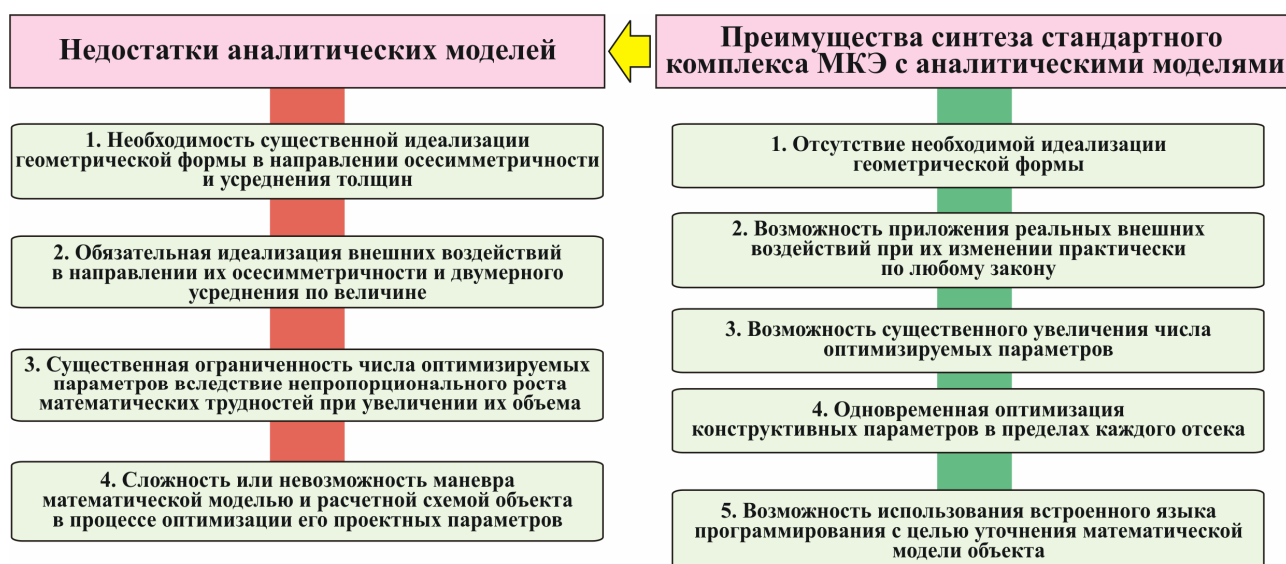 Недостатки аналитических моделей
1. Необходимость существенной идеализации
геометрической формы в направлении осесимметричности
и усреднения толщин
2. Обязательная идеализация внешних воздействий
в направлении их осесимметричности и двумерного
усреднения по величине
3. Существенная ограниченность числа оптимизируемых
параметров вследствие непропорционального роста
математических трудностей при увеличении их объема
4. Сложность или невозможность маневра
математической моделью и расчетной схемой объекта
в процессе оптимизации его проектных параметров
Преимущества синтеза стандартного
комплекса МКЭ с аналитическими моделями
1. Отсутствие необходимой идеализации
геометрической формы
2. Возможность приложения реальных внешних
воздействий при их изменении практически
по любому закону
3. Возможность существенного увеличения числа
оптимизируемых параметров
4. Одновременная оптимизация
конструктивных параметров в пределах каждого отсека
5. Возможность использования встроенного языка
программирования с целью уточнения математической
модели объекта